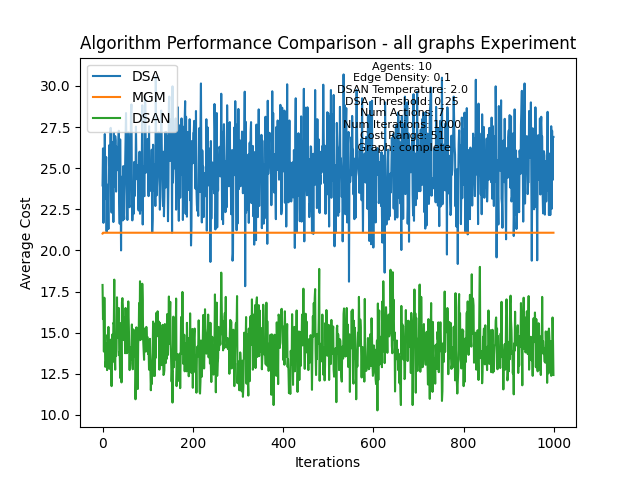 Algorithm Performance Comparison - all graphs Experiment
DSA
MGM
DSAN
Agents: 10
Edge Density: 0.1
DSAN Temperature: 2.0
DSA Threshold: 0.25
Num Actions: 7
Num Iterations: 1000
Cost Range: 51
Graph: complete
Average Cost
30.0
27.5
25.0
22.5
20.0
17.5
15.0
12.5
10.0
0
200
400
600
800
1000
Iterations